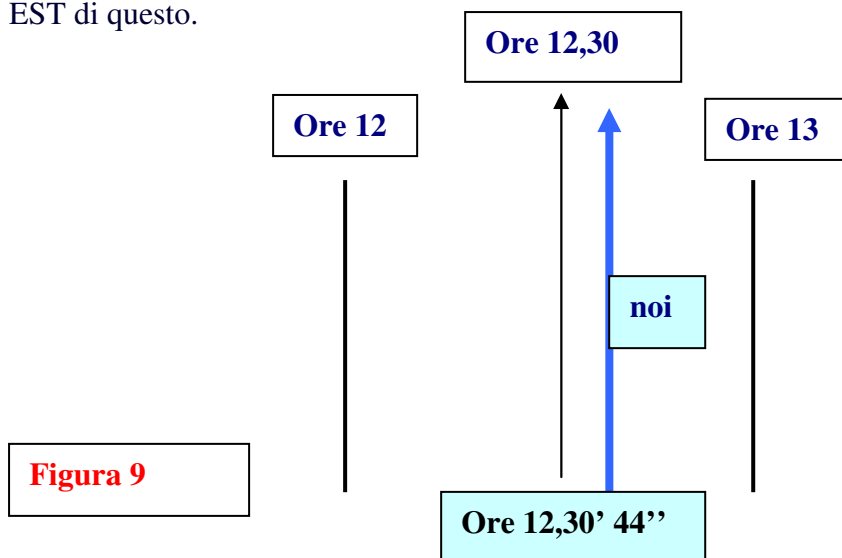 EST di questo.
Ore 12,30
Ore 12
Ore 13
noi
Figura 9
Ore 12,30’ 44’’